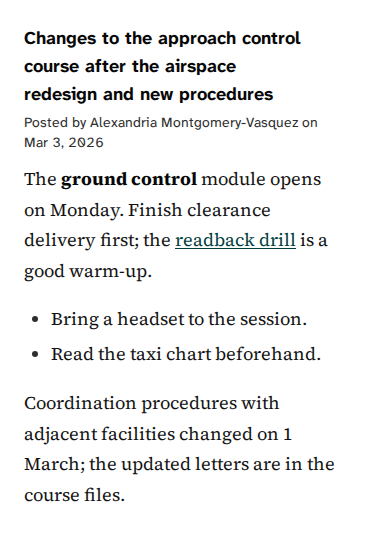 Changes to the approach control
course after the airspace
redesign and new procedures
Posted by Alexandria Montgomery-Vasquez on
Mar 3, 2026
The ground control module opens
on Monday. Finish clearance
delivery first; the readback drill is a
good warm-up.
• Bring a headset to the session.
• Read the taxi chart beforehand.
Coordination procedures with
adjacent facilities changed on 1
March; the updated letters are in the
course files.